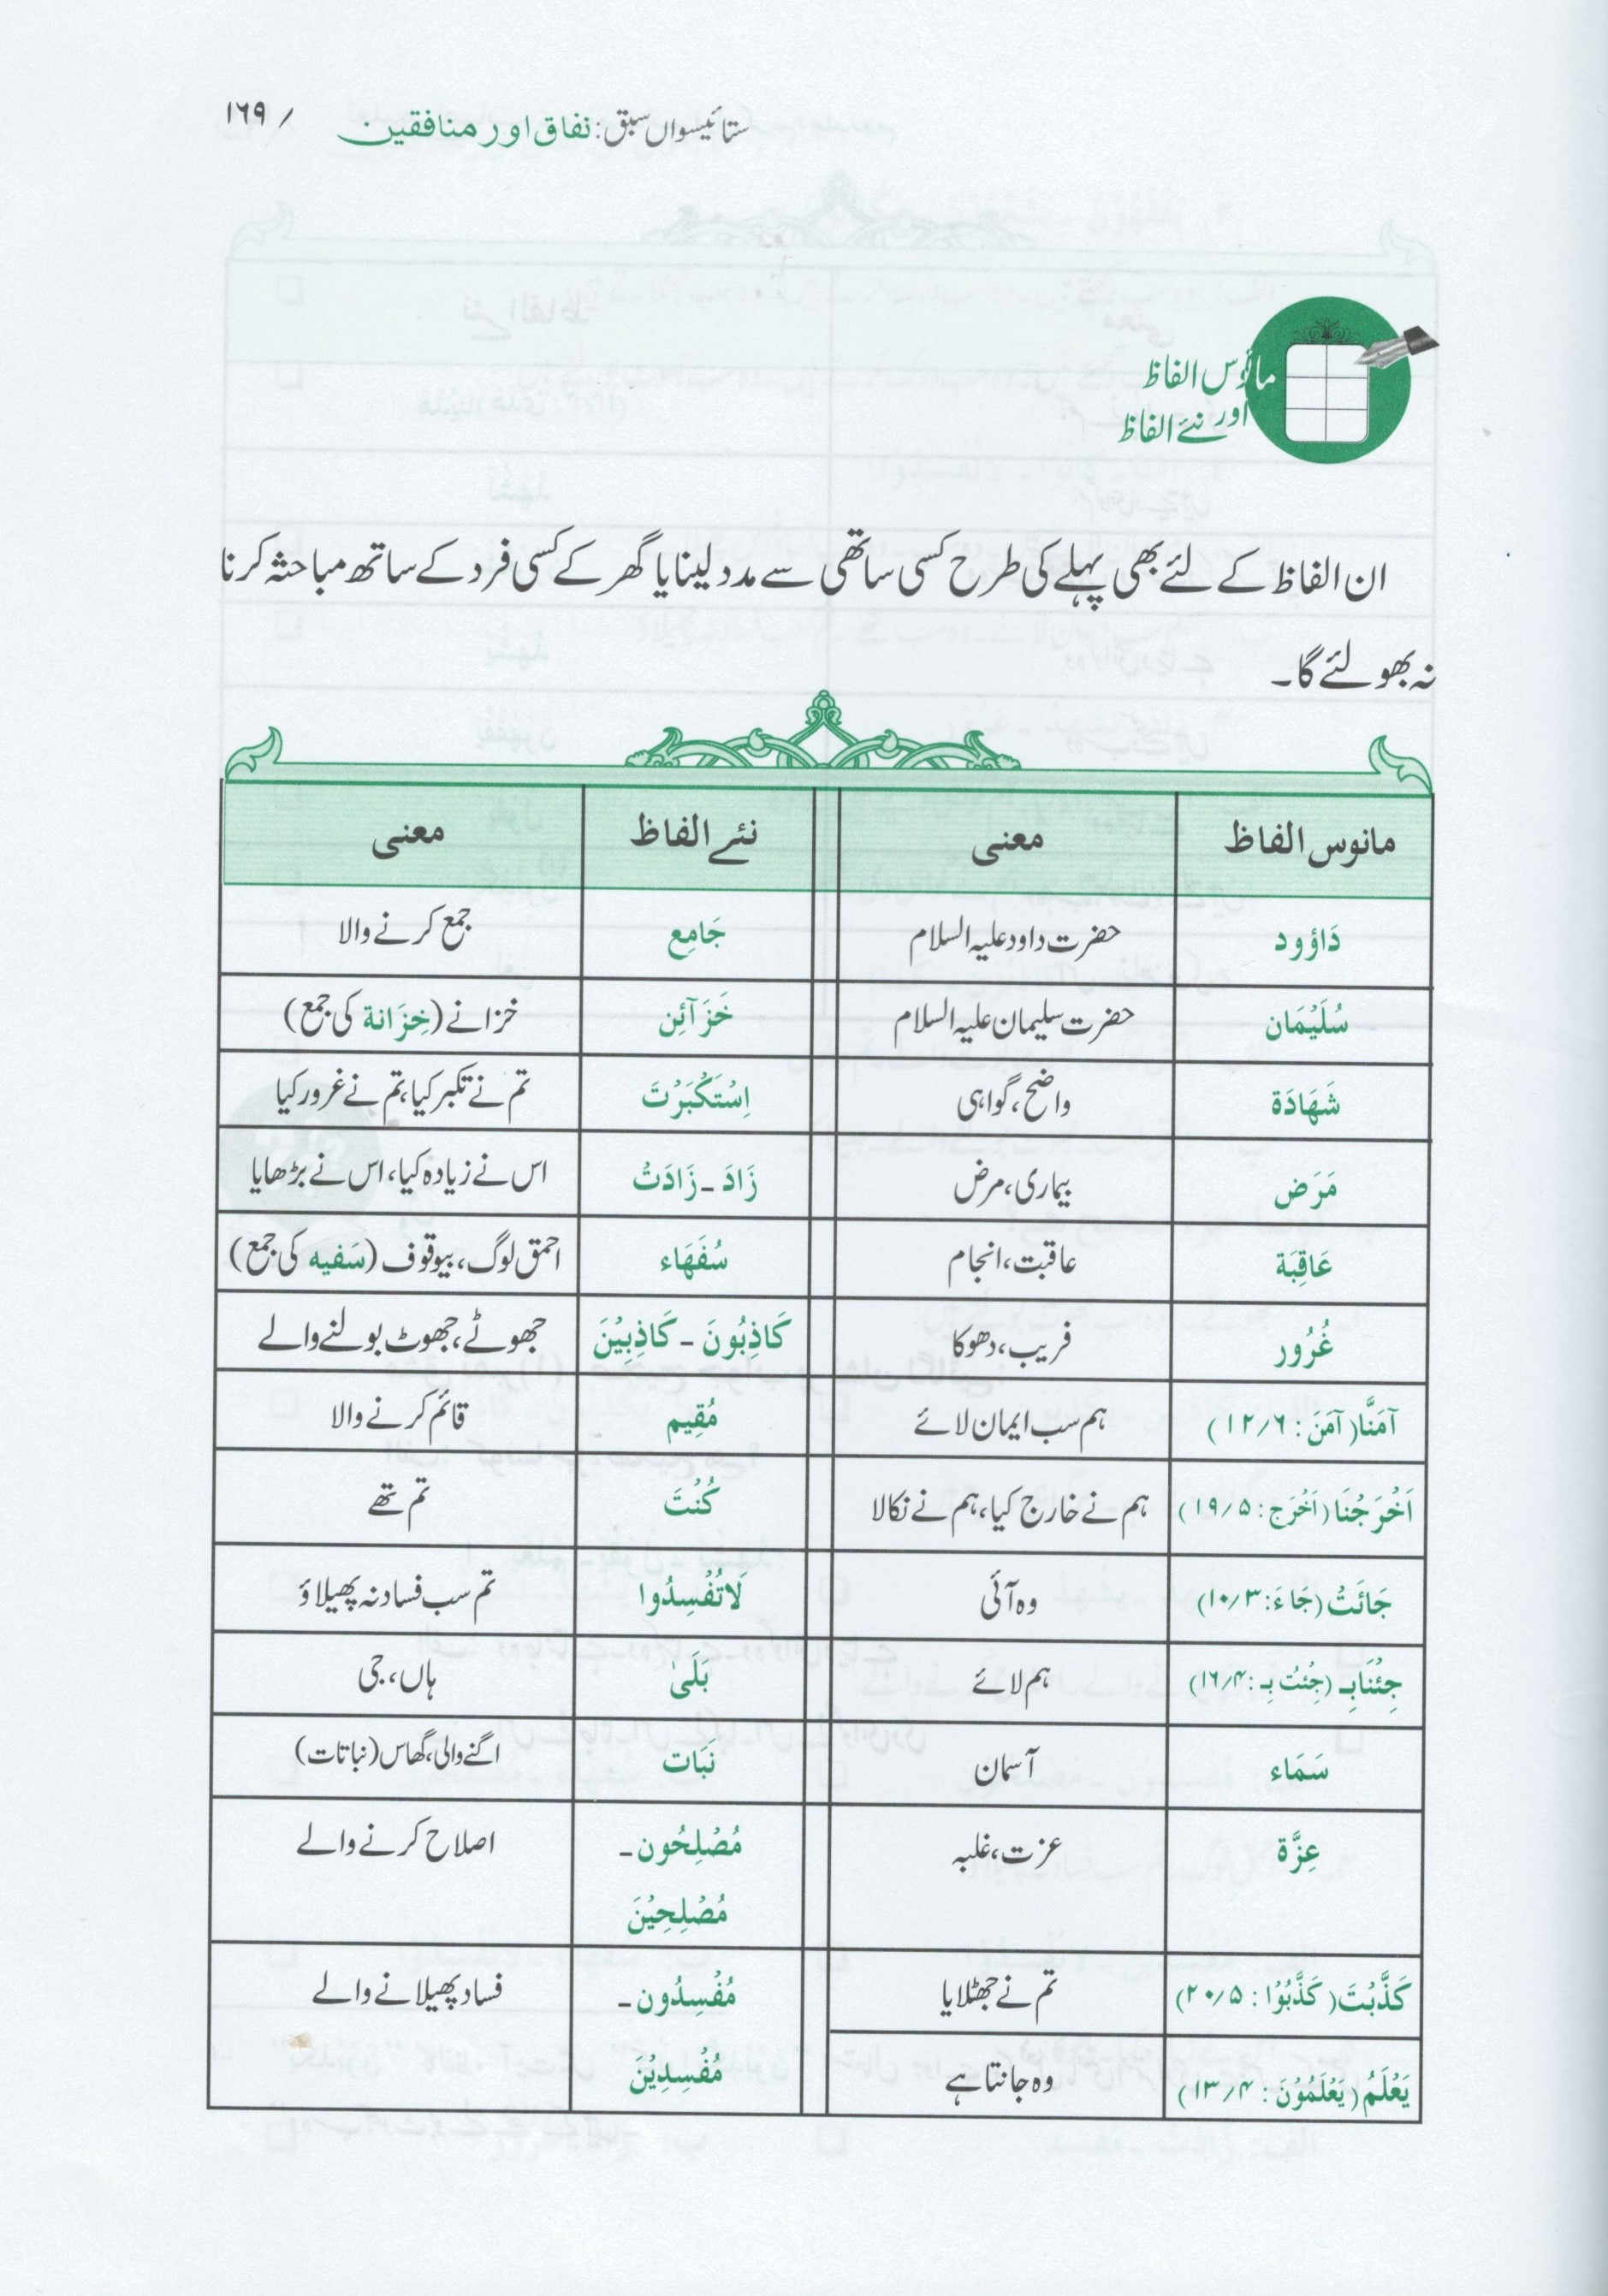 ستائیسواں سبق: نفاق اور منافقین / ۱۶۹
مانوس الفاظ
اور نئے الفاظ
ان الفاظ کے لئے بھی پہلے کی طرح کسی ساتھی سے مدد لینا یا گھر کے کسی فرد کے ساتھ مباحثہ کرنا
نہ بھولئے گا۔
مانوس الفاظ معنی نئے الفاظ معنی
دَاؤود حضرت داود علیہ السلام جَامِع جمع کرنے والا
سُلَیْمَان حضرت سلیمان علیہ السلام خَزَآئِن خزانے (خِزَانة کی جمع)
شَهَادَة واضح، گواہی اِسْتَكْبَرْتَ تم نے تکبر کیا، تم نے غرور کیا
مَرَض بیماری، مرض زَادَ - زَادَتْ اس نے زیادہ کیا، اس نے بڑھایا
عَاقِبَة عاقبت، انجام سُفَهَاء احمق لوگ، بیوقوف (سَفیه کی جمع)
غُرُور فریب، دھوکا كَاذِبُونَ - كَاذِبِيْنَ جھوٹے، جھوٹ بولنے والے
آمَنَّا (آمَنَ : ۱۲/۶) ہم سب ایمان لائے مُقِیم قائم کرنے والا
اَخْرَجْنَا (اَخْرَج : ۱۹/۵) ہم نے خارج کیا، ہم نے نکالا كُنْتَ تم تھے
جَائَتْ (جَاءَ: ۱۰/۳) وہ آئی لَاتُفْسِدُوا تم سب فساد نہ پھیلاؤ
جِئْنَابِـ (جِئتُ بِـ : ۱۶/۴) ہم لائے بَلَىٰ ہاں، جی
سَمَاء آسمان نَبَات اگنے والی، گھاس (نباتات)
عِزَّة عزت، غلبہ مُصْلِحُون - اصلاح کرنے والے
مُصْلِحِيْنَ
كَذَّبْتَ (كَذَّبُوْا : ۲۰/۵) تم نے جھٹلایا مُفْسِدُون - فساد پھیلانے والے
يَعْلَمُ (يَعْلَمُوْنَ : ۱۳/۴) وہ جانتا ہے مُفْسِدِيْنَ